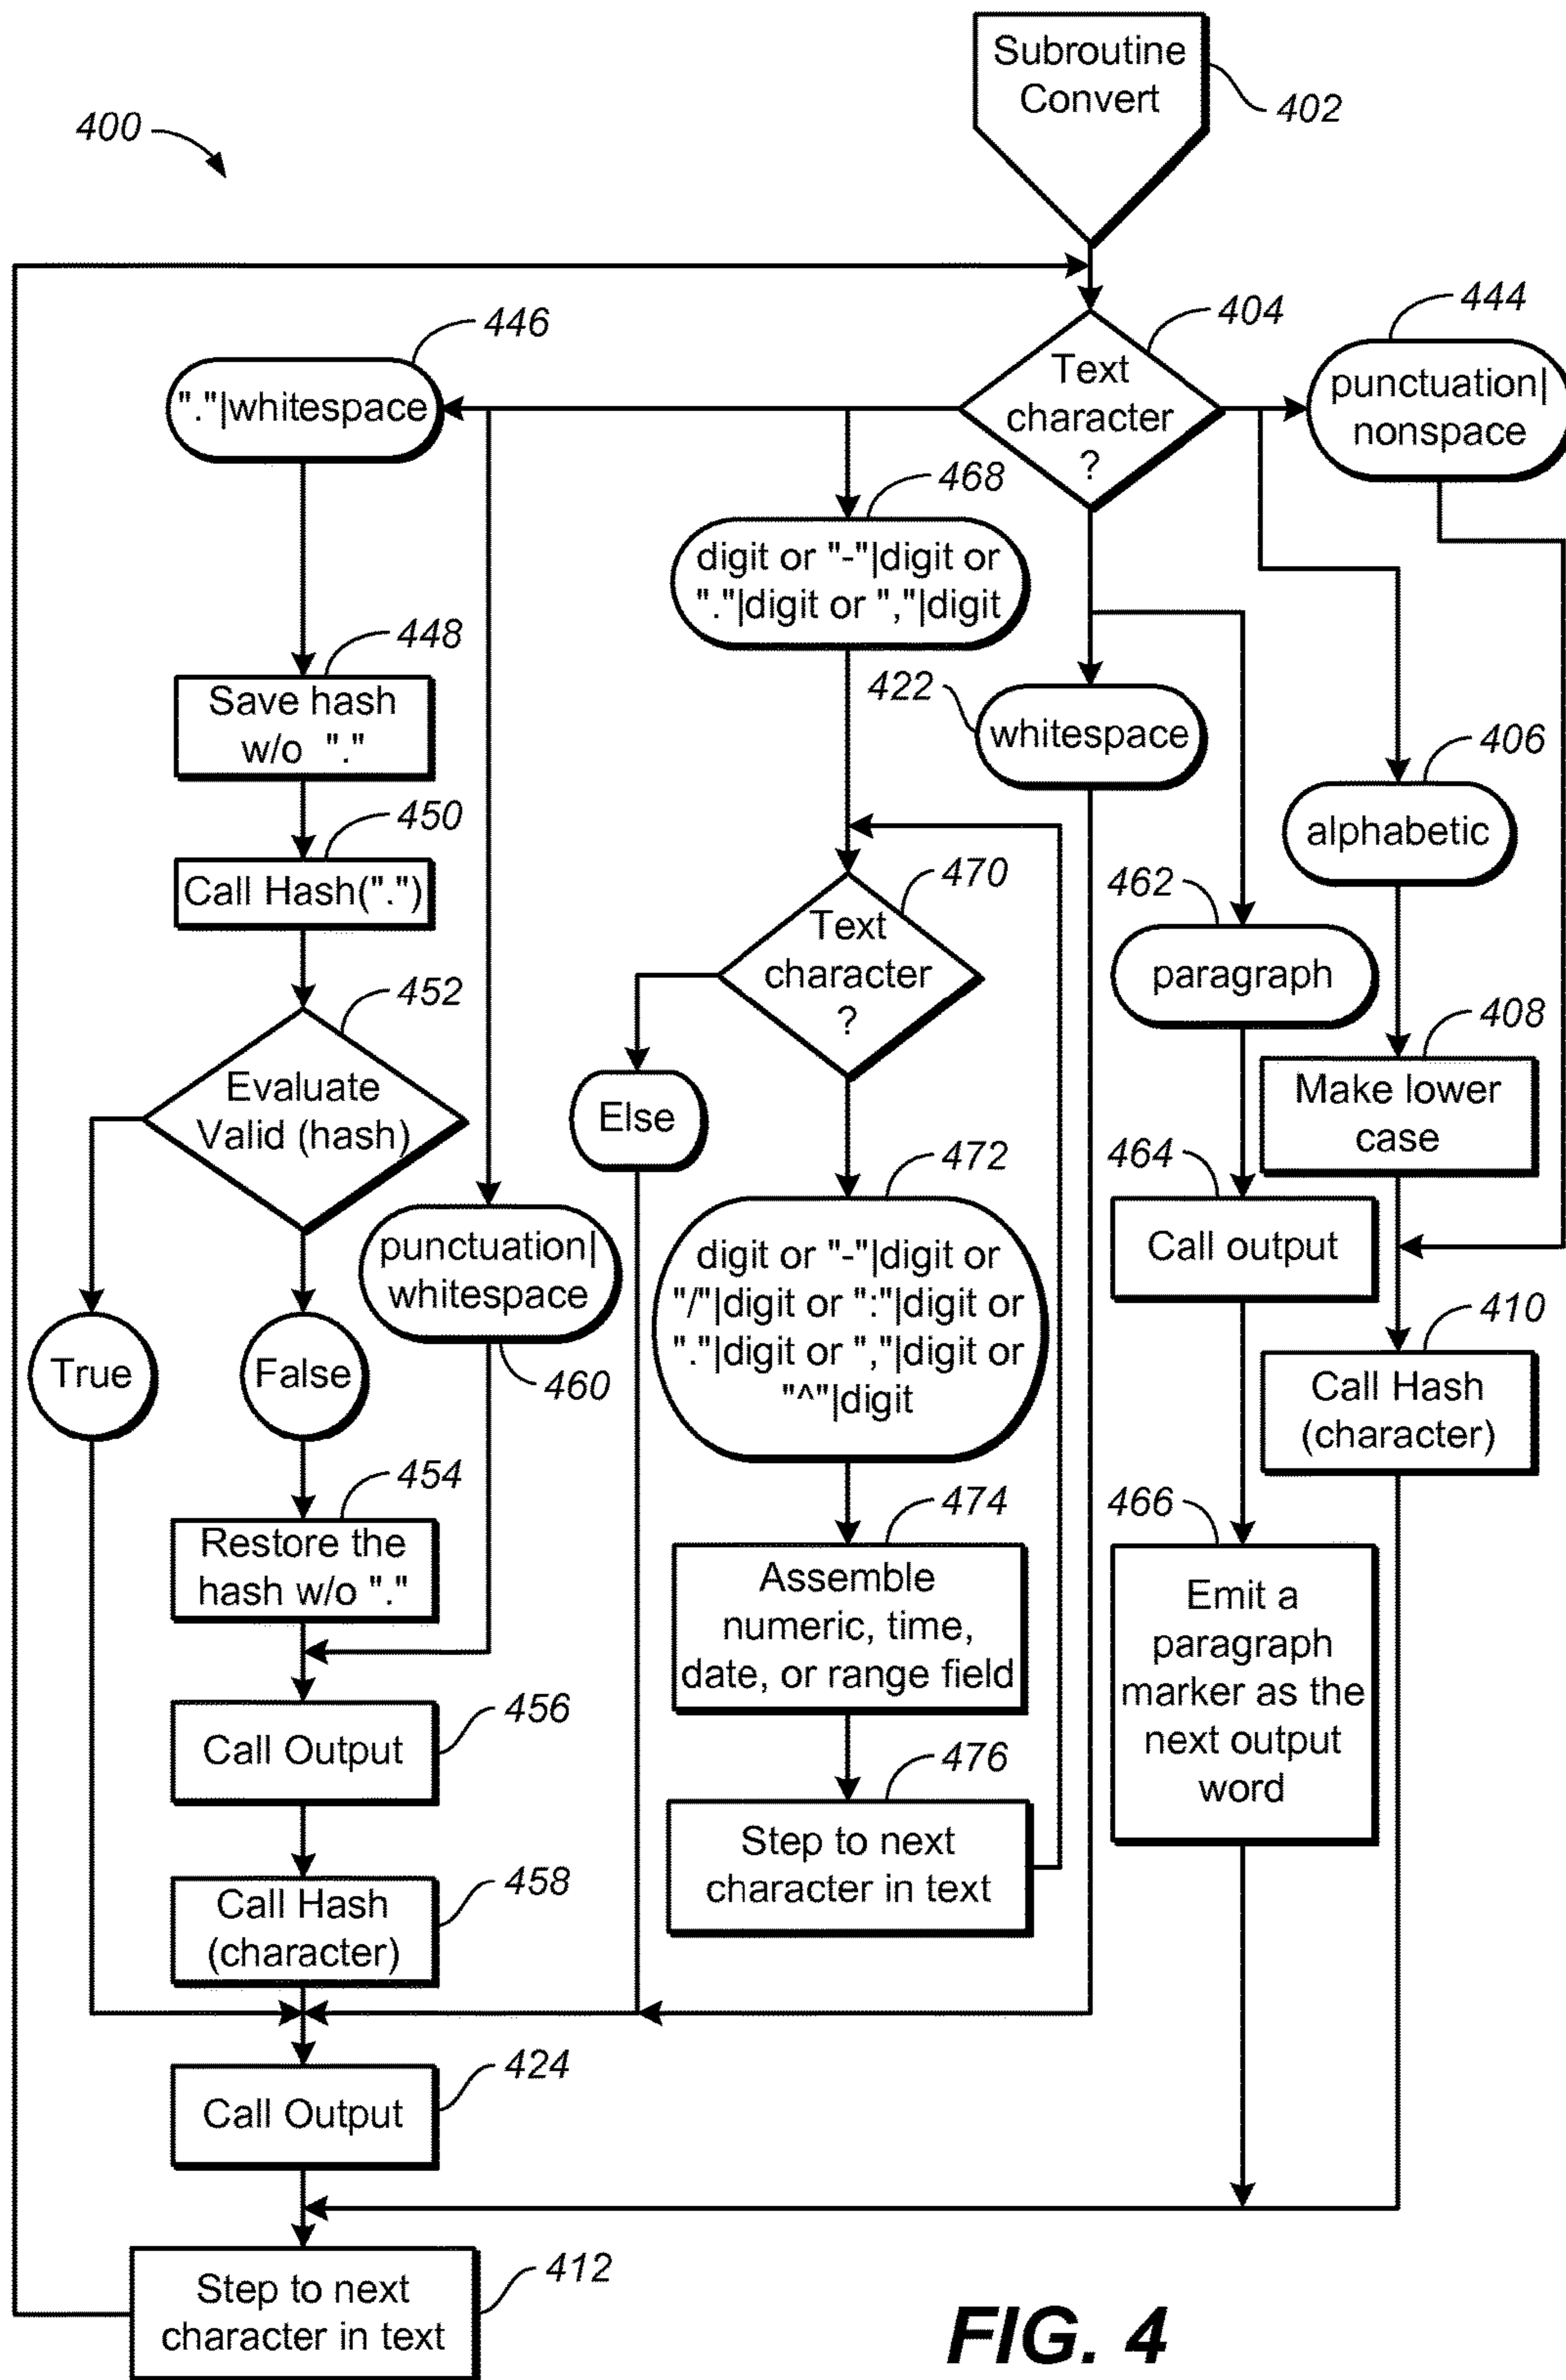 Subroutine
Convert
402
400
446
"."|whitespace
404
Text
character
?
444
punctuation|
nonspace
468
digit or "-"|digit or
"."|digit or ","|digit
422
whitespace
448
Save hash
w/o "."
406
alphabetic
450
Call Hash(".")
470
Text
character
?
462
paragraph
452
Evaluate
Valid (hash)
Else
408
Make lower
case
472
digit or "-"|digit or
"/"|digit or ":"|digit or
"."|digit or ","|digit or
"^"|digit
464
Call output
punctuation|
whitespace
460
True
False
410
Call Hash
(character)
454
Restore the
hash w/o "."
474
Assemble
numeric, time,
date, or range field
466
Emit a
paragraph
marker as the
next output
word
456
Call Output
476
Step to next
character in text
458
Call Hash
(character)
424
Call Output
412
Step to next
character in text
FIG. 4